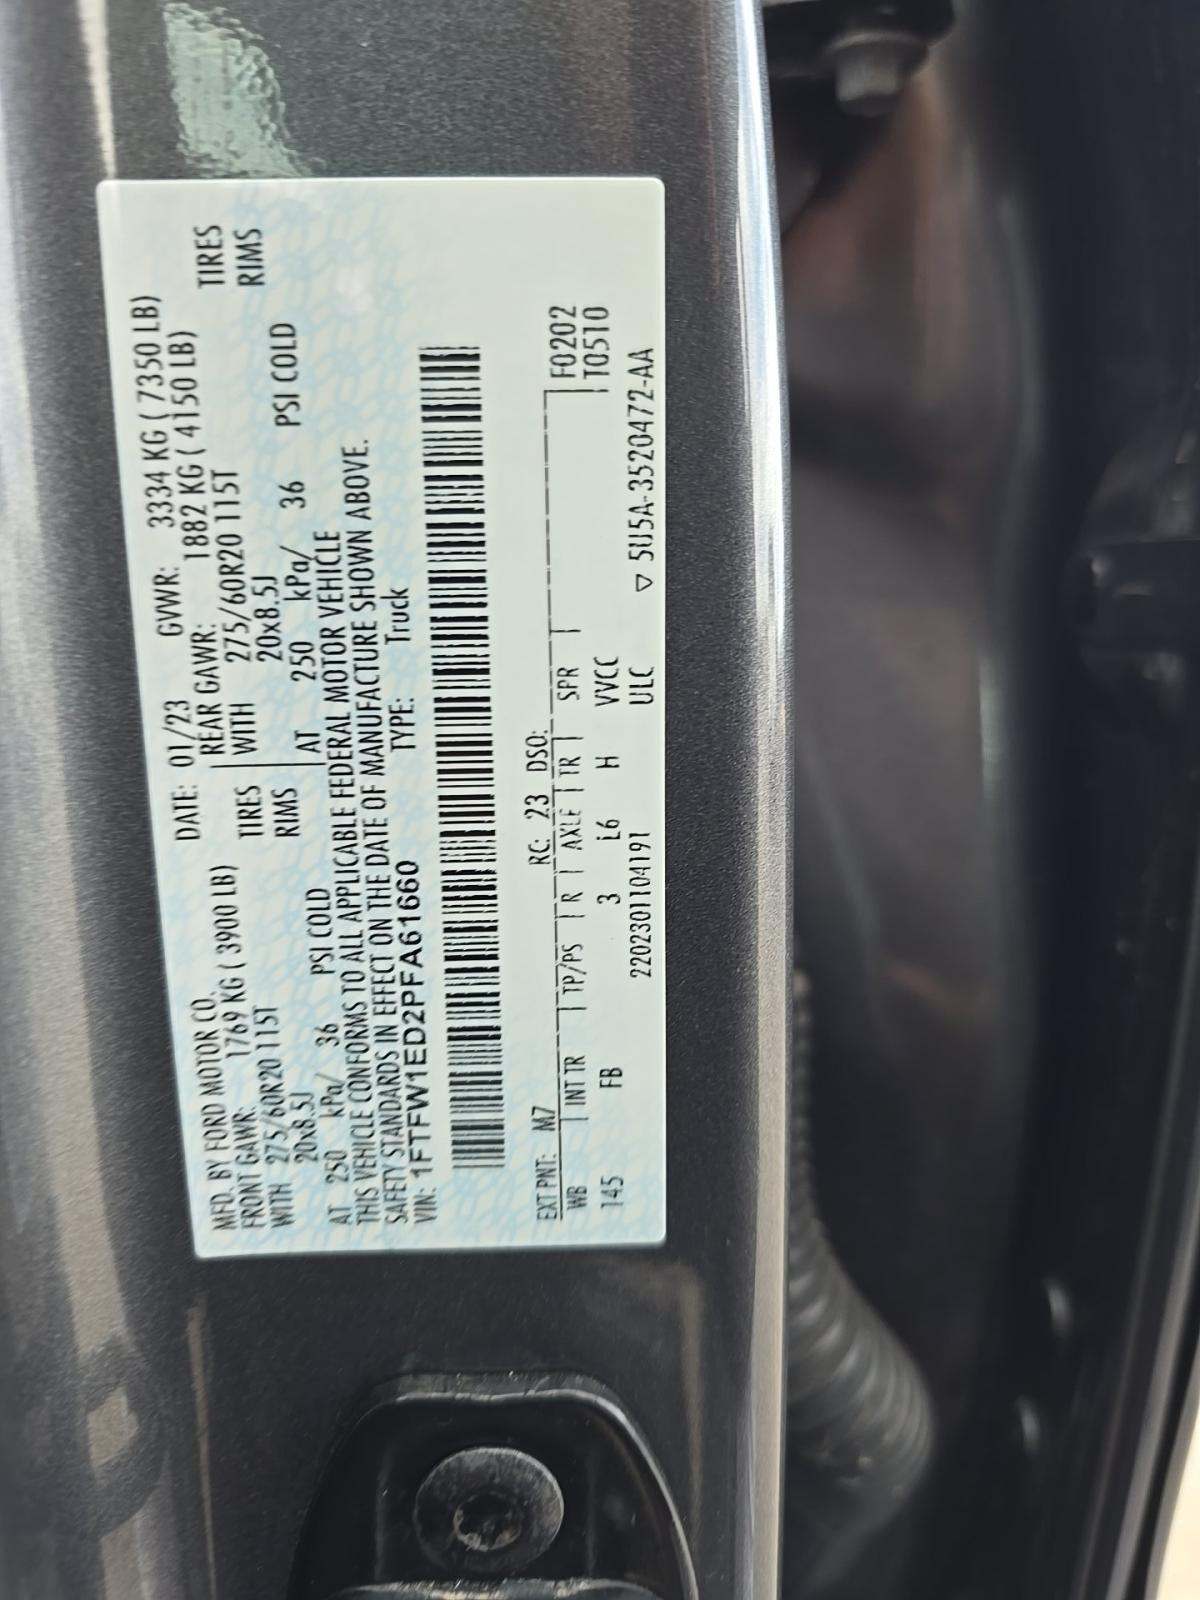 MFD. BY FORD MOTOR CO. DATE: 01/23 GVWR: 3334 KG ( 7350 LB)
FRONT GAWR: 1769 KG ( 3900 LB) REAR GAWR: 1882 KG ( 4150 LB)
WITH 275/60R20 115T TIRES WITH 275/60R20 115T TIRES
20x8.5J RIMS 20x8.5J RIMS
AT 250 kPa/ 36 PSI COLD AT 250 kPa/ 36 PSI COLD
THIS VEHICLE CONFORMS TO ALL APPLICABLE FEDERAL MOTOR VEHICLE
SAFETY STANDARDS IN EFFECT ON THE DATE OF MANUFACTURE SHOWN ABOVE.
VIN: 1FTFW1ED2PFA61660 TYPE: Truck
EXT PNT: M7 RC: 23 DSO: F0202
WB INT TR TP/PS R AXLE TR SPR T0510
145 FB 3 L6 H VVCC
2202301104191 ULC ▽ 5U5A-3520472-AA